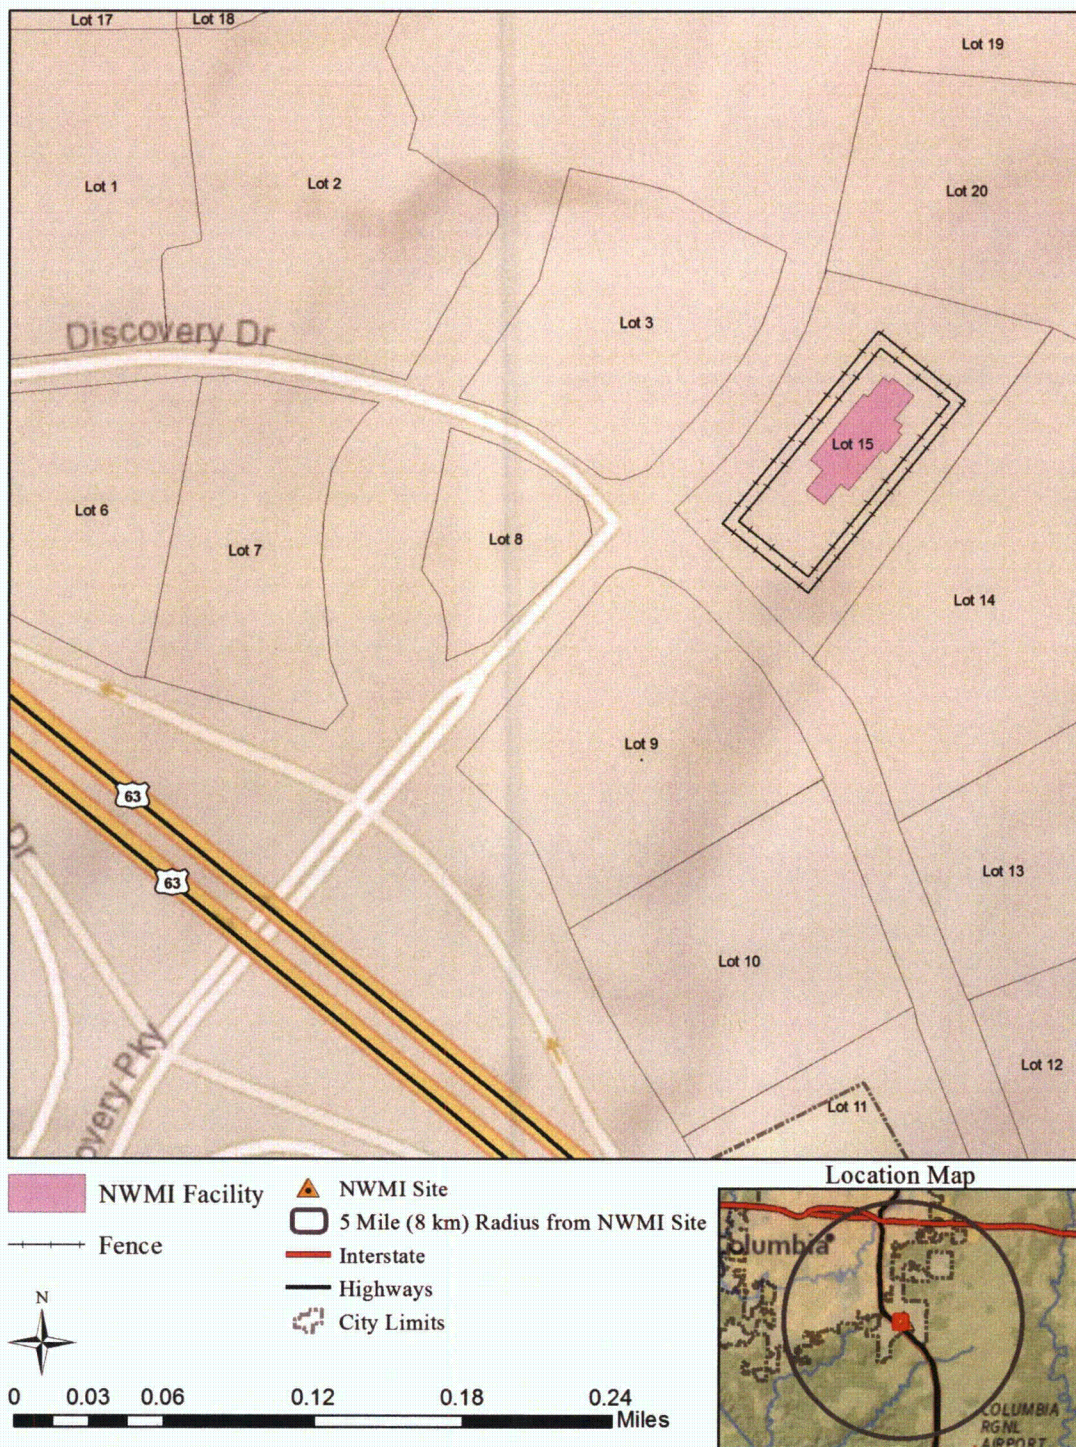 Lot 17
Lot 18
Lot 19
Lot 1
Lot 2
Lot 20
Discovery Dr
Lot 3
Lot 15
Lot 6
Lot 7
Lot 8
Lot 14
Lot 9
63
Dr
63
Lot 13
Lot 10
overy Pky
Lot 12
Lot 11
Location Map
NWMI Facility
Fence
NWMI Site
5 Mile (8 km) Radius from NWMI Site
Interstate
Highways
City Limits
N
0 0.03 0.06 0.12 0.18 0.24
Miles
olumbia
COLUMBIA
RGNL
AIRPORT